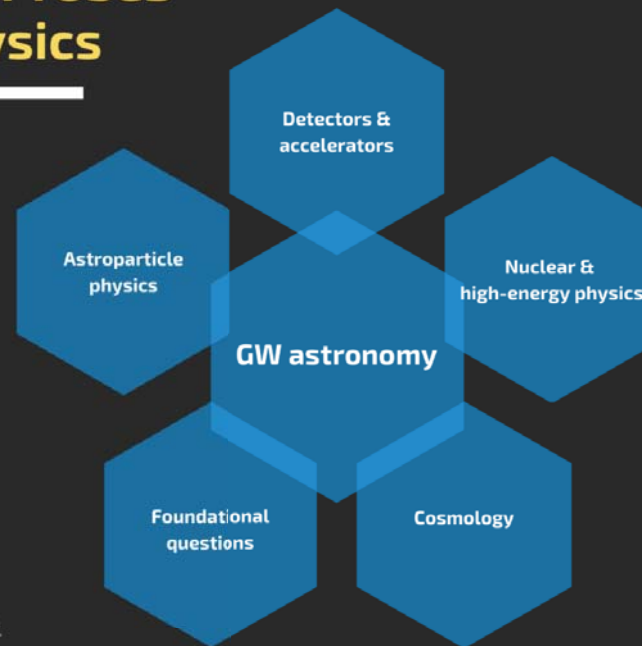 ysics
Detectors &
accelerators
Astroparticle
physics
Nuclear &
high-energy physics
GW astronomy
Foundational
questions
Cosmology